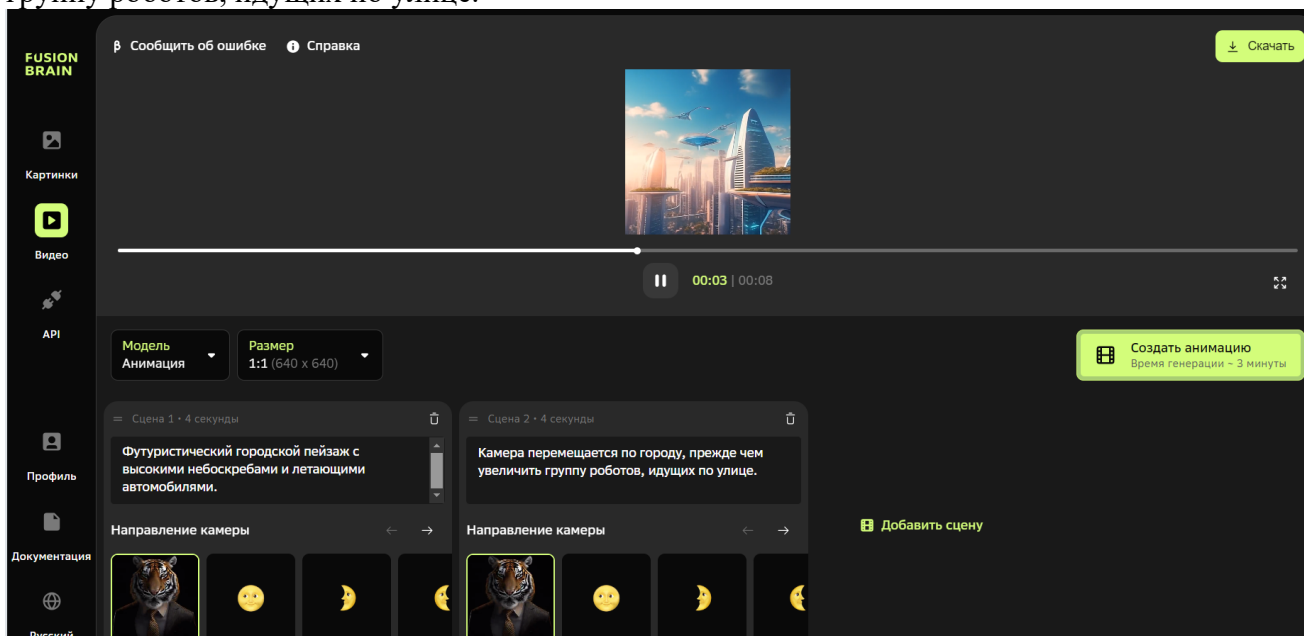 группу роботов, идущих по улице.
FUSION
BRAIN
β Сообщить об ошибке
Справка
Скачать
Картинки
Видео
00:03 | 00:08
API
Модель
Анимация
Размер
1:1 (640 x 640)
Создать анимацию
Время генерации ~ 3 минуты
Сцена 1 • 4 секунды
Сцена 2 • 4 секунды
Футуристический городской пейзаж с
высокими небоскребами и летающими
автомобилями.
Камера перемещается по городу, прежде чем
увеличить группу роботов, идущих по улице.
Профиль
Направление камеры
Направление камеры
Добавить сцену
Документация
Русский